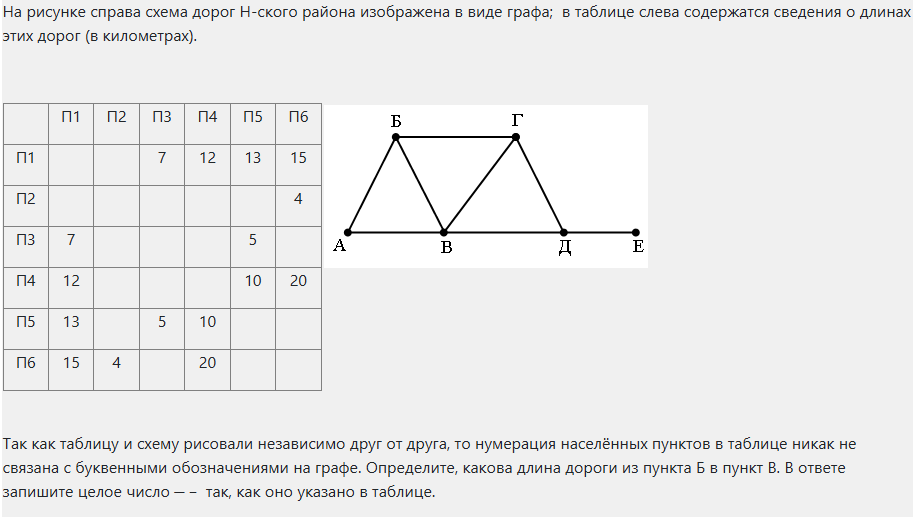 На рисунке справа схема дорог Н-ского района изображена в виде графа; в таблице слева содержатся сведения о длинах
этих дорог (в километрах).
П1 П2 П3 П4 П5 П6
П1 7 12 13 15
П2 4
П3 7 5
П4 12 10 20
П5 13 5 10
П6 15 4 20
Б Г
А В Д Е
Так как таблицу и схему рисовали независимо друг от друга, то нумерация населённых пунктов в таблице никак не
связана с буквенными обозначениями на графе. Определите, какова длина дороги из пункта Б в пункт В. В ответе
запишите целое число — – так, как оно указано в таблице.